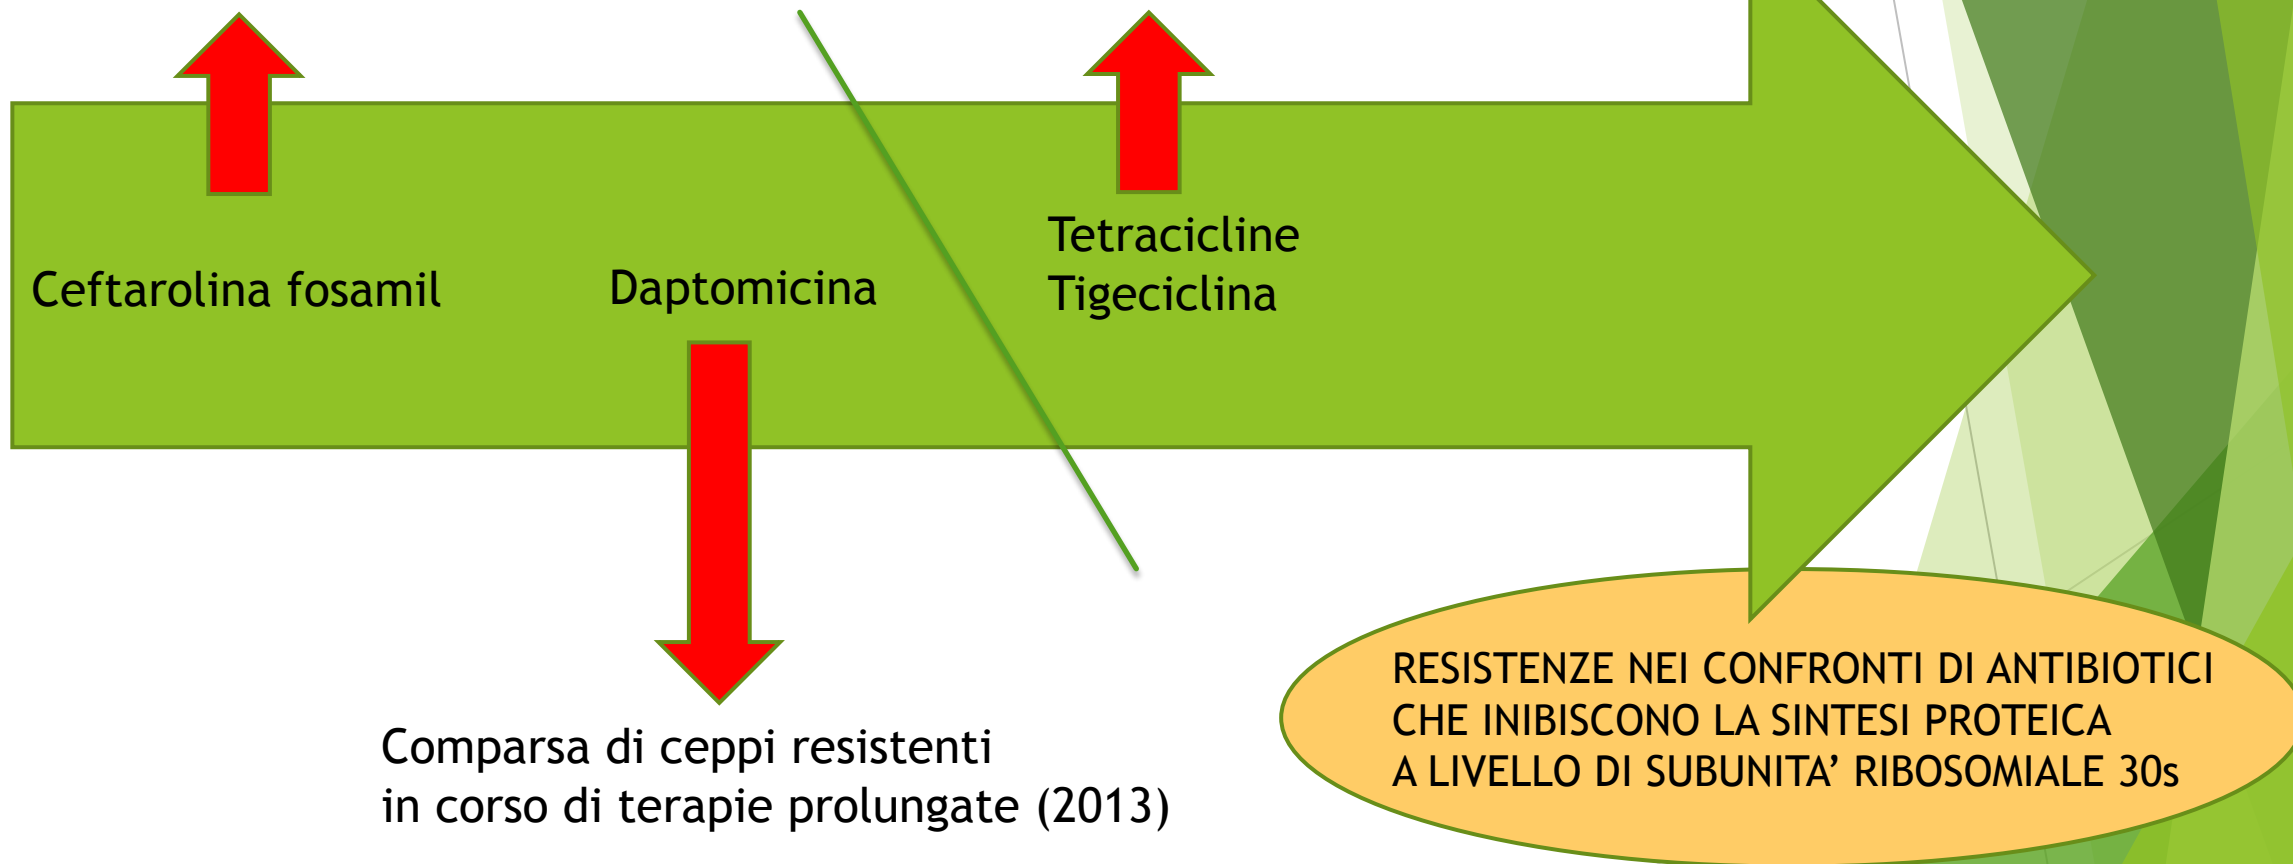 Ceftarolina fosamil
Daptomicina
Tetracicline
Tigeciclina
Comparsa di ceppi resistenti
in corso di terapie prolungate (2013)
RESISTENZE NEI CONFRONTI DI ANTIBIOTICI
CHE INIBISCONO LA SINTESI PROTEICA
A LIVELLO DI SUBUNITA’ RIBOSOMIALE 30s